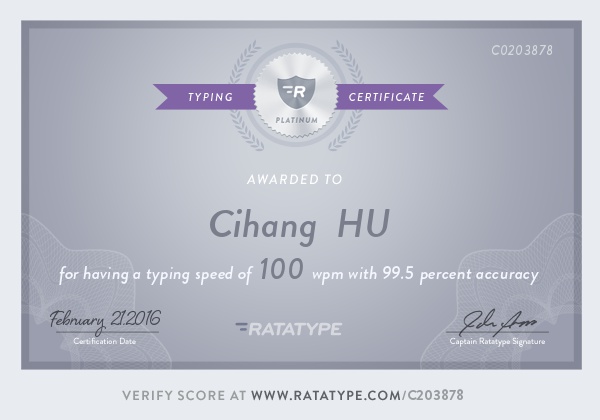 C0203878
TYPING CERTIFICATE
R
PLATINUM
AWARDED TO
Cihang HU
for having a typing speed of 100 wpm with 99.5 percent accuracy
February 21.2016
Certification Date
RATATYPE
Captain Ratatype Signature
VERIFY SCORE AT WWW.RATATYPE.COM/C203878